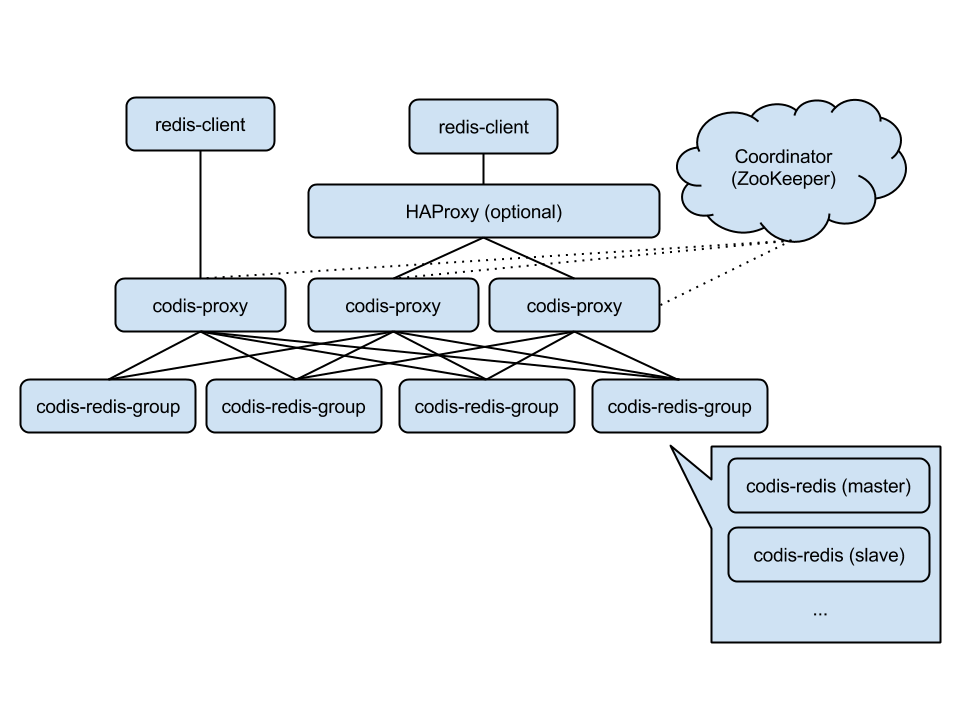 redis-client
redis-client
Coordinator
(ZooKeeper)
HAProxy (optional)
codis-proxy
codis-proxy
codis-proxy
codis-redis-group
codis-redis-group
codis-redis-group
codis-redis-group
codis-redis (master)
codis-redis (slave)
...